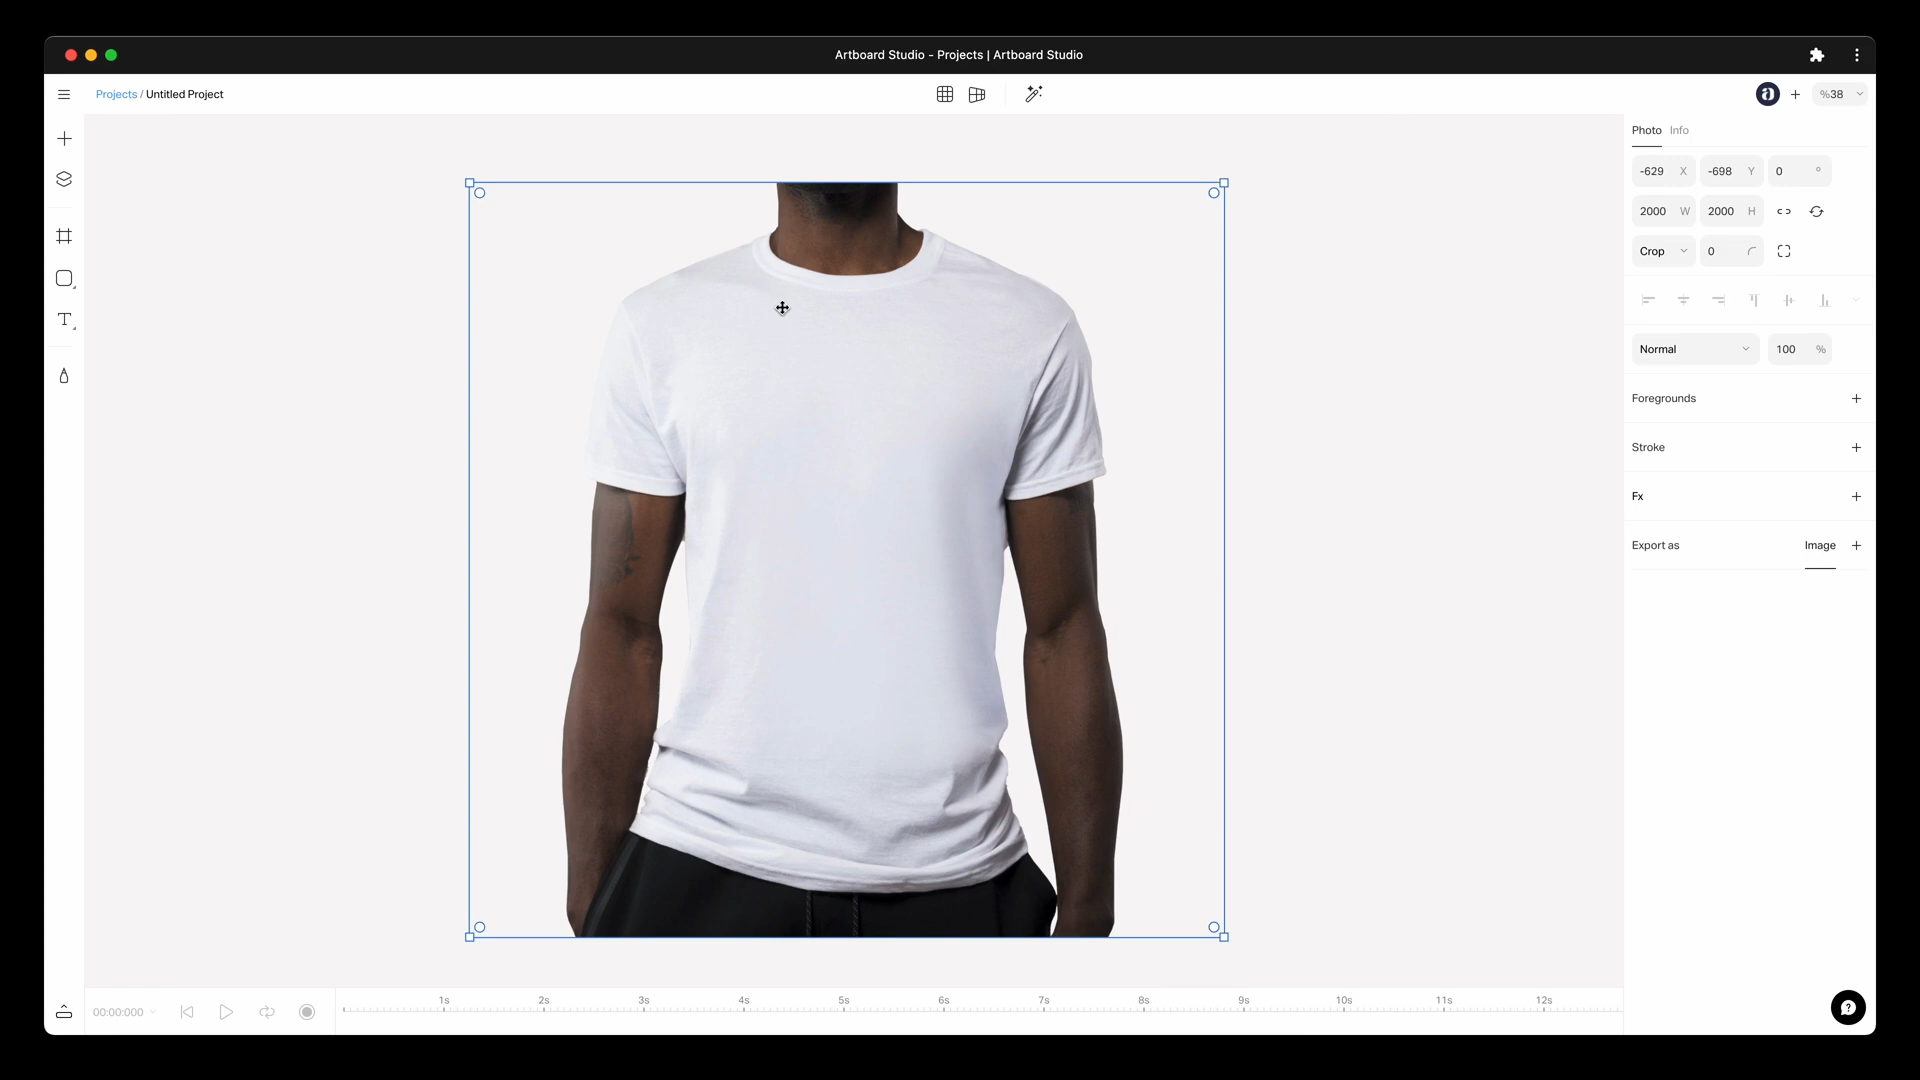 Artboard Studio - Projects | Artboard Studio
Projects / Untitled Project
%38
Photo Info
-629 X -698 Y 0 °
2000 W 2000 H
Crop 0
Normal 100 %
Foregrounds
Stroke
Fx
Export as Image
T
00:00:000
1s 2s 3s 4s 5s 6s 7s 8s 9s 10s 11s 12s